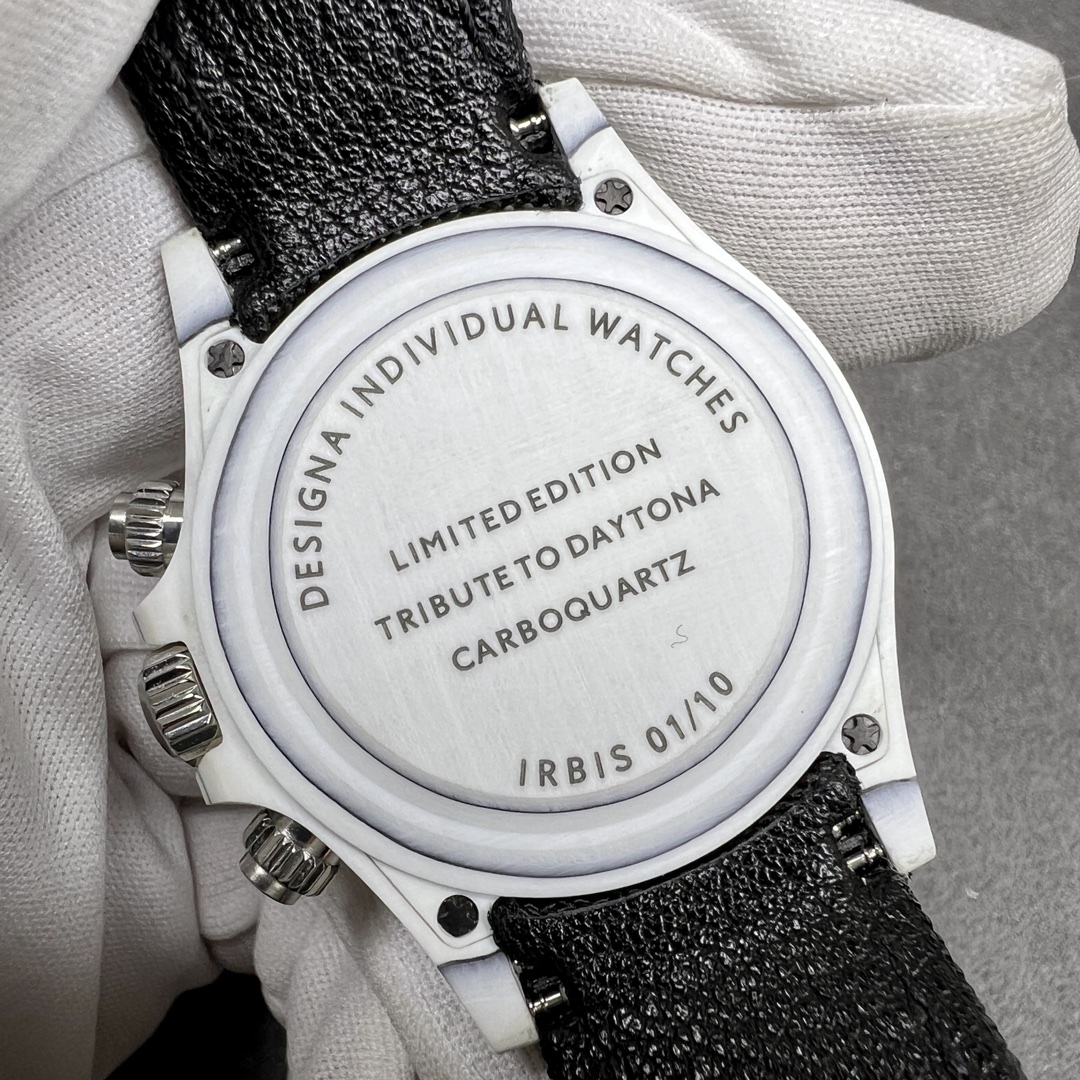 DESIGNA INDIVIDUAL WATCHES
LIMITED EDITION
TRIBUTE TO DAYTONA
CARBOQUARTZ
IRBIS 01/10